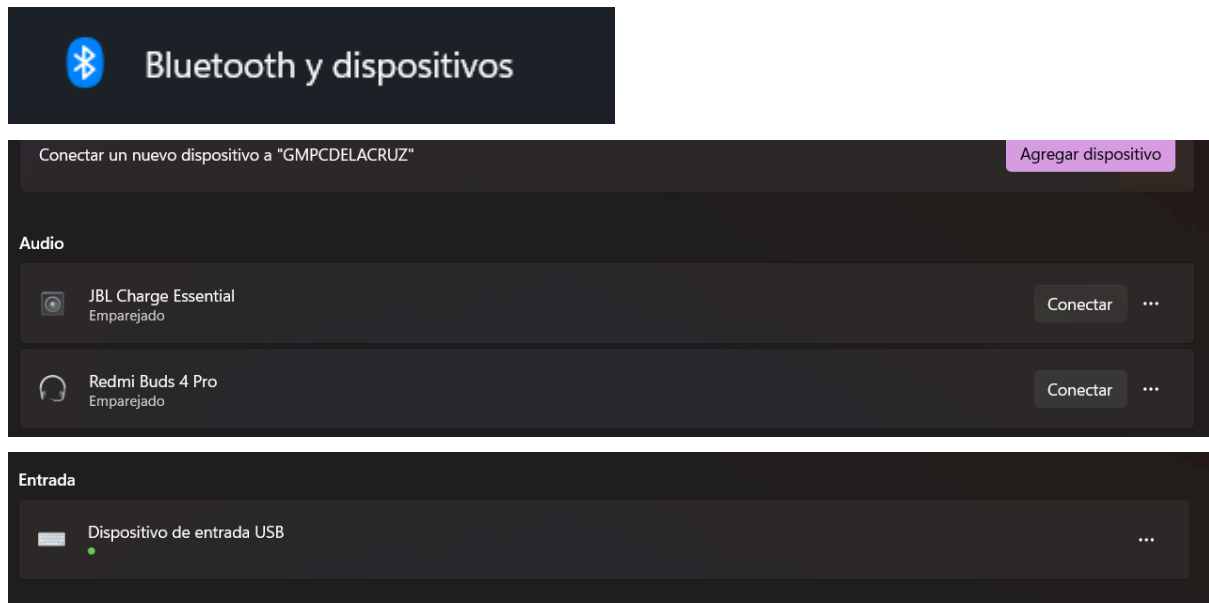 Bluetooth y dispositivos
Conectar un nuevo dispositivo a "GMPCDELACRUZ"
Agregar dispositivo
Audio
JBL Charge Essential
Emparejado
Conectar
Redmi Buds 4 Pro
Emparejado
Conectar
Entrada
Dispositivo de entrada USB